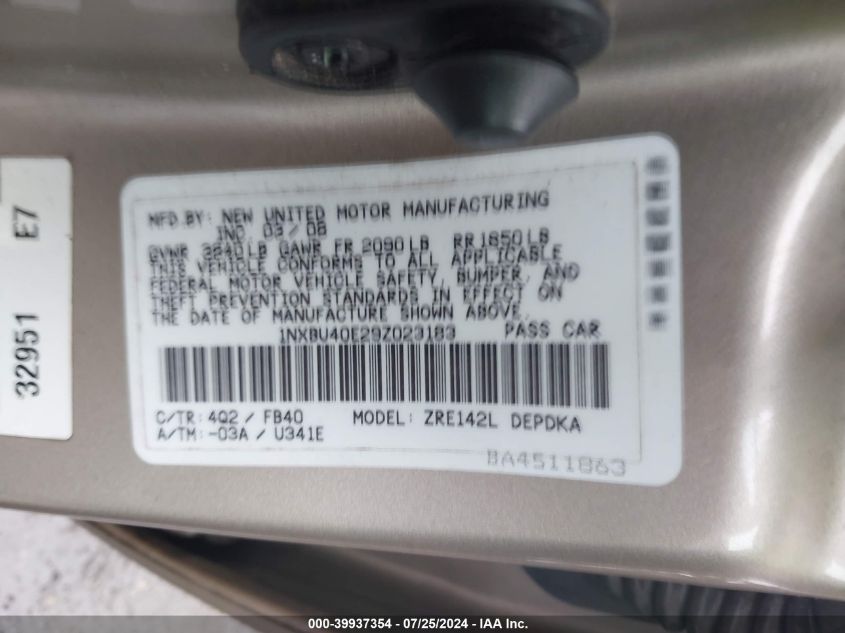 MFD.BY: NEW UNITED MOTOR MANUFACTURING
INC 03/08
GVWR 3840LB GAWR FR 2090LB RR1850LB
THIS VEHICLE CONFORMS TO ALL APPLICABLE
FEDERAL MOTOR VEHICLE SAFETY, BUMPER, AND
THEFT PREVENTION STANDARDS IN EFFECT ON
THE DATE OF MANUFACTURE SHOWN ABOVE.
1NXBU40E29Z023183 PASS CAR
C/TR: 4Q2 / FB40 MODEL: ZRE142L DEPDKA
A/TM: -03A / U341E
BA4511863
32951 E7
000-39937354 | 07/25/2024 | IAA Inc.